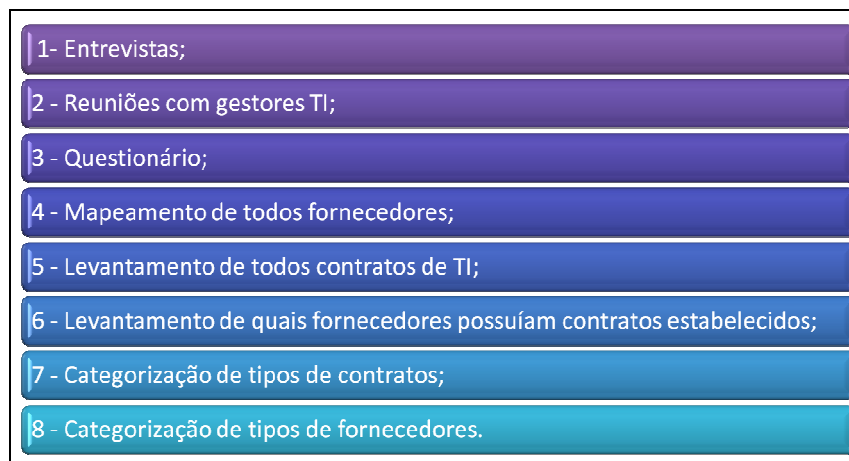 1- Entrevistas;
2 - Reuniões com gestores TI;
3 - Questionário;
4 - Mapeamento de todos fornecedores;
5 - Levantamento de todos contratos de TI;
6 - Levantamento de quais fornecedores possuíam contratos estabelecidos;
7 - Categorização de tipos de contratos;
8 - Categorização de tipos de fornecedores.